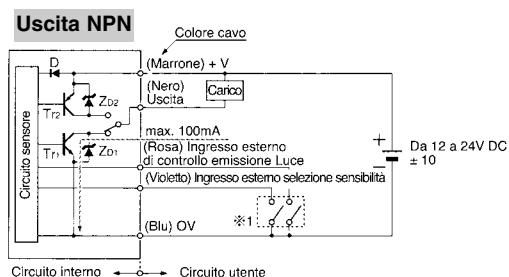 Uscita NPN
Colore cavo
D
(Marrone) + V
(Nero)
Uscita
Carico
ZD2
Tr2
max. 100mA
(Rosa) Ingresso esterno
di controllo emissione Luce
Tr1
ZD1
Circuito sensore
+
−
Da 12 a 24V DC
± 10
(Violetto) Ingresso esterno selezione sensibilità
※1
(Blu) OV
Circuito interno
Circuito utente